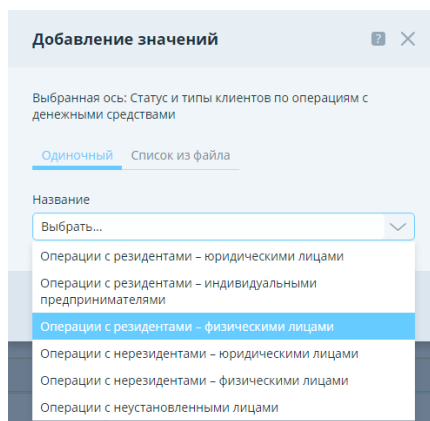 Добавление значений
?
Выбранная ось: Статус и типы клиентов по операциям с
денежными средствами
Одиночный Список из файла
Название
Выбрать...
Операции с резидентами – юридическими лицами
Операции с резидентами – индивидуальными
предпринимателями
Операции с резидентами – физическими лицами
Операции с нерезидентами – юридическими лицами
Операции с нерезидентами – физическими лицами
Операции с неустановленными лицами